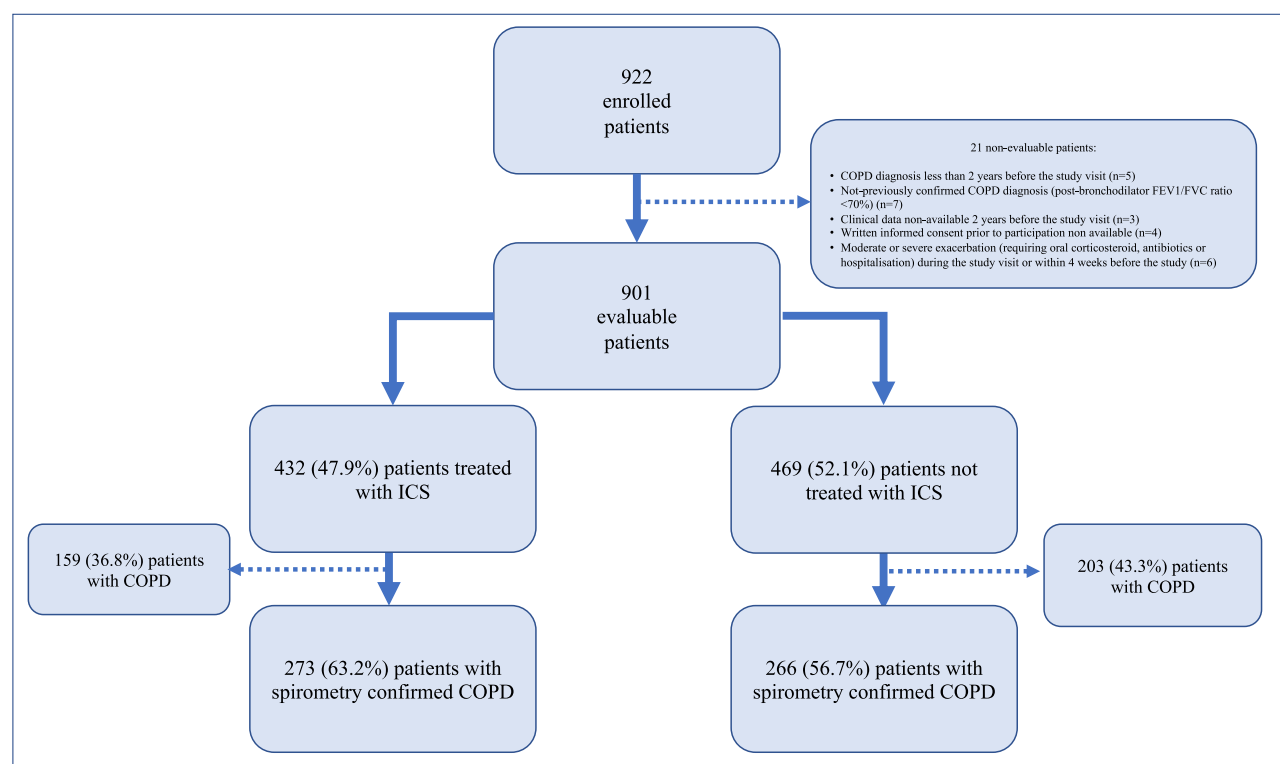 922
enrolled
patients
21 non-evaluable patients:
• COPD diagnosis less than 2 years before the study visit (n=5)
• Not-previously confirmed COPD diagnosis (post-bronchodilator FEV1/FVC ratio
<70%) (n=7)
• Clinical data non-available 2 years before the study visit (n=3)
• Written informed consent prior to participation non available (n=4)
• Moderate or severe exacerbation (requiring oral corticosteroid, antibiotics or
hospitalisation) during the study visit or within 4 weeks before the study (n=6)
901
evaluable
patients
432 (47.9%) patients treated
with ICS
469 (52.1%) patients not
treated with ICS
159 (36.8%) patients
with COPD
203 (43.3%) patients
with COPD
273 (63.2%) patients with
spirometry confirmed COPD
266 (56.7%) patients with
spirometry confirmed COPD